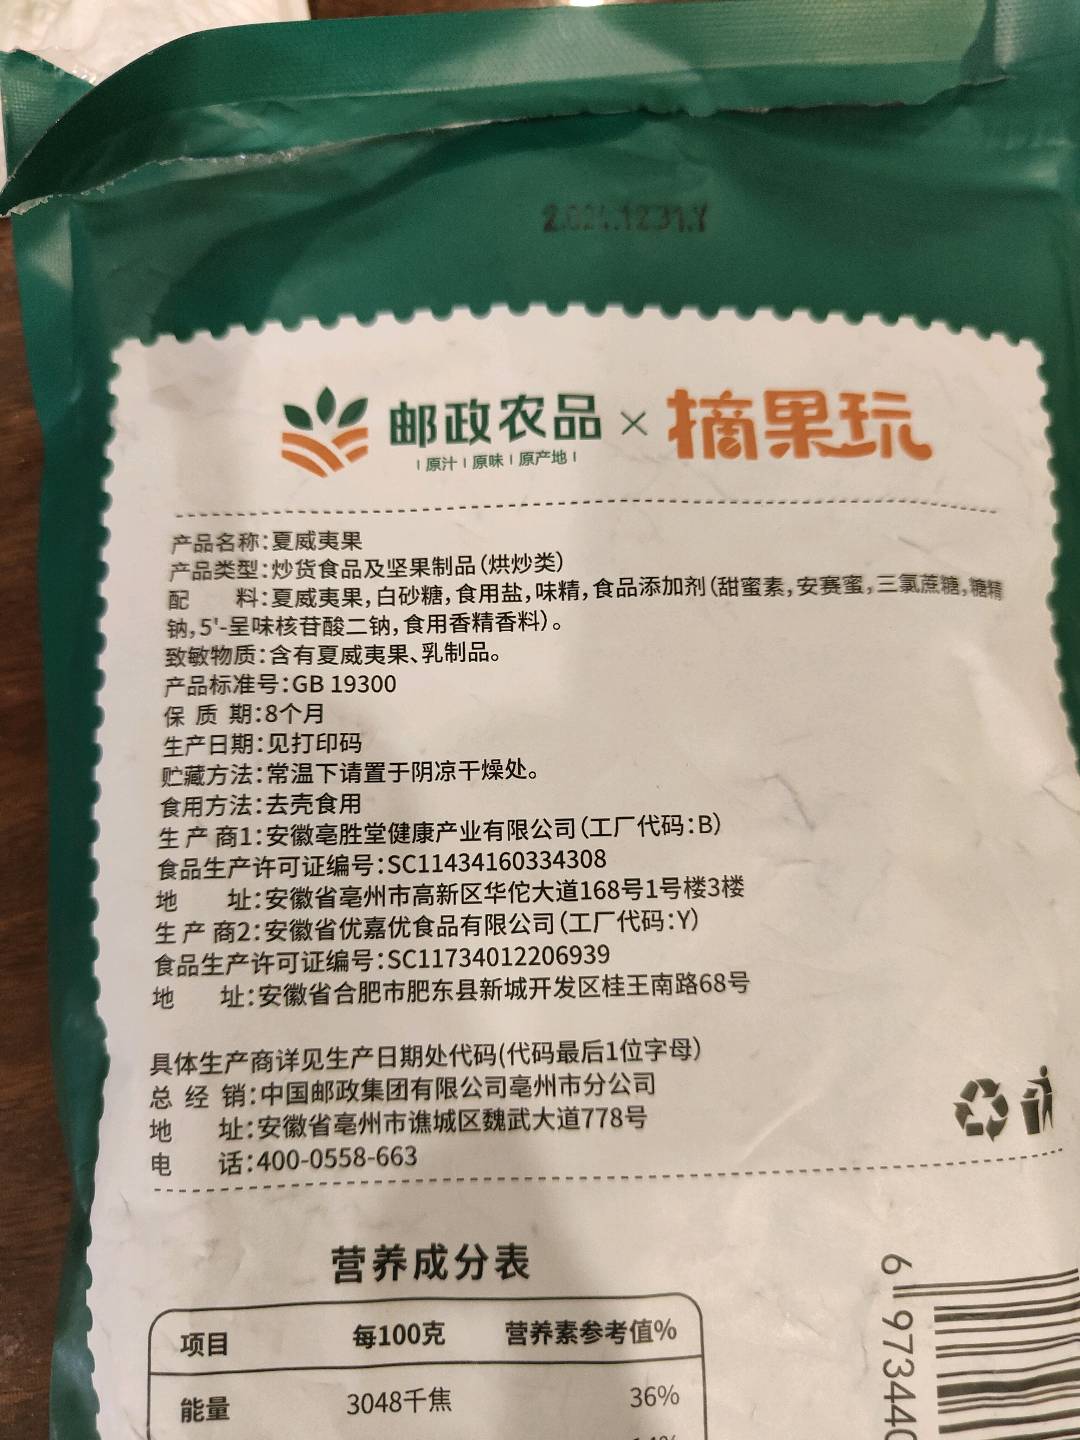 2024.1231.Y
邮政农品×摘果玩
原汁 | 原味 | 原产地
产品名称:夏威夷果
产品类型:炒货食品及坚果制品(烘炒类)
配 料:夏威夷果,白砂糖,食用盐,味精,食品添加剂(甜蜜素,安赛蜜,三氯蔗糖,糖精
钠,5'-呈味核苷酸二钠,食用香精香料)。
致敏物质:含有夏威夷果、乳制品。
产品标准号:GB 19300
保 质 期:8个月
生产日期:见打印码
贮藏方法:常温下请置于阴凉干燥处。
食用方法:去壳食用
生 产 商1:安徽亳胜堂健康产业有限公司(工厂代码:B)
食品生产许可证编号:SC11434160334308
地 址:安徽省亳州市高新区华佗大道168号1号楼3楼
生 产 商2:安徽省优嘉优食品有限公司(工厂代码:Y)
食品生产许可证编号:SC11734012206939
地 址:安徽省合肥市肥东县新城开发区桂王南路68号
具体生产商详见生产日期处代码(代码最后1位字母)
总 经 销:中国邮政集团有限公司亳州市分公司
地 址:安徽省亳州市谯城区魏武大道778号
电 话:400-0558-663
营养成分表
项目 每100克 营养素参考值%
能量 3048千焦 36%
6 973440